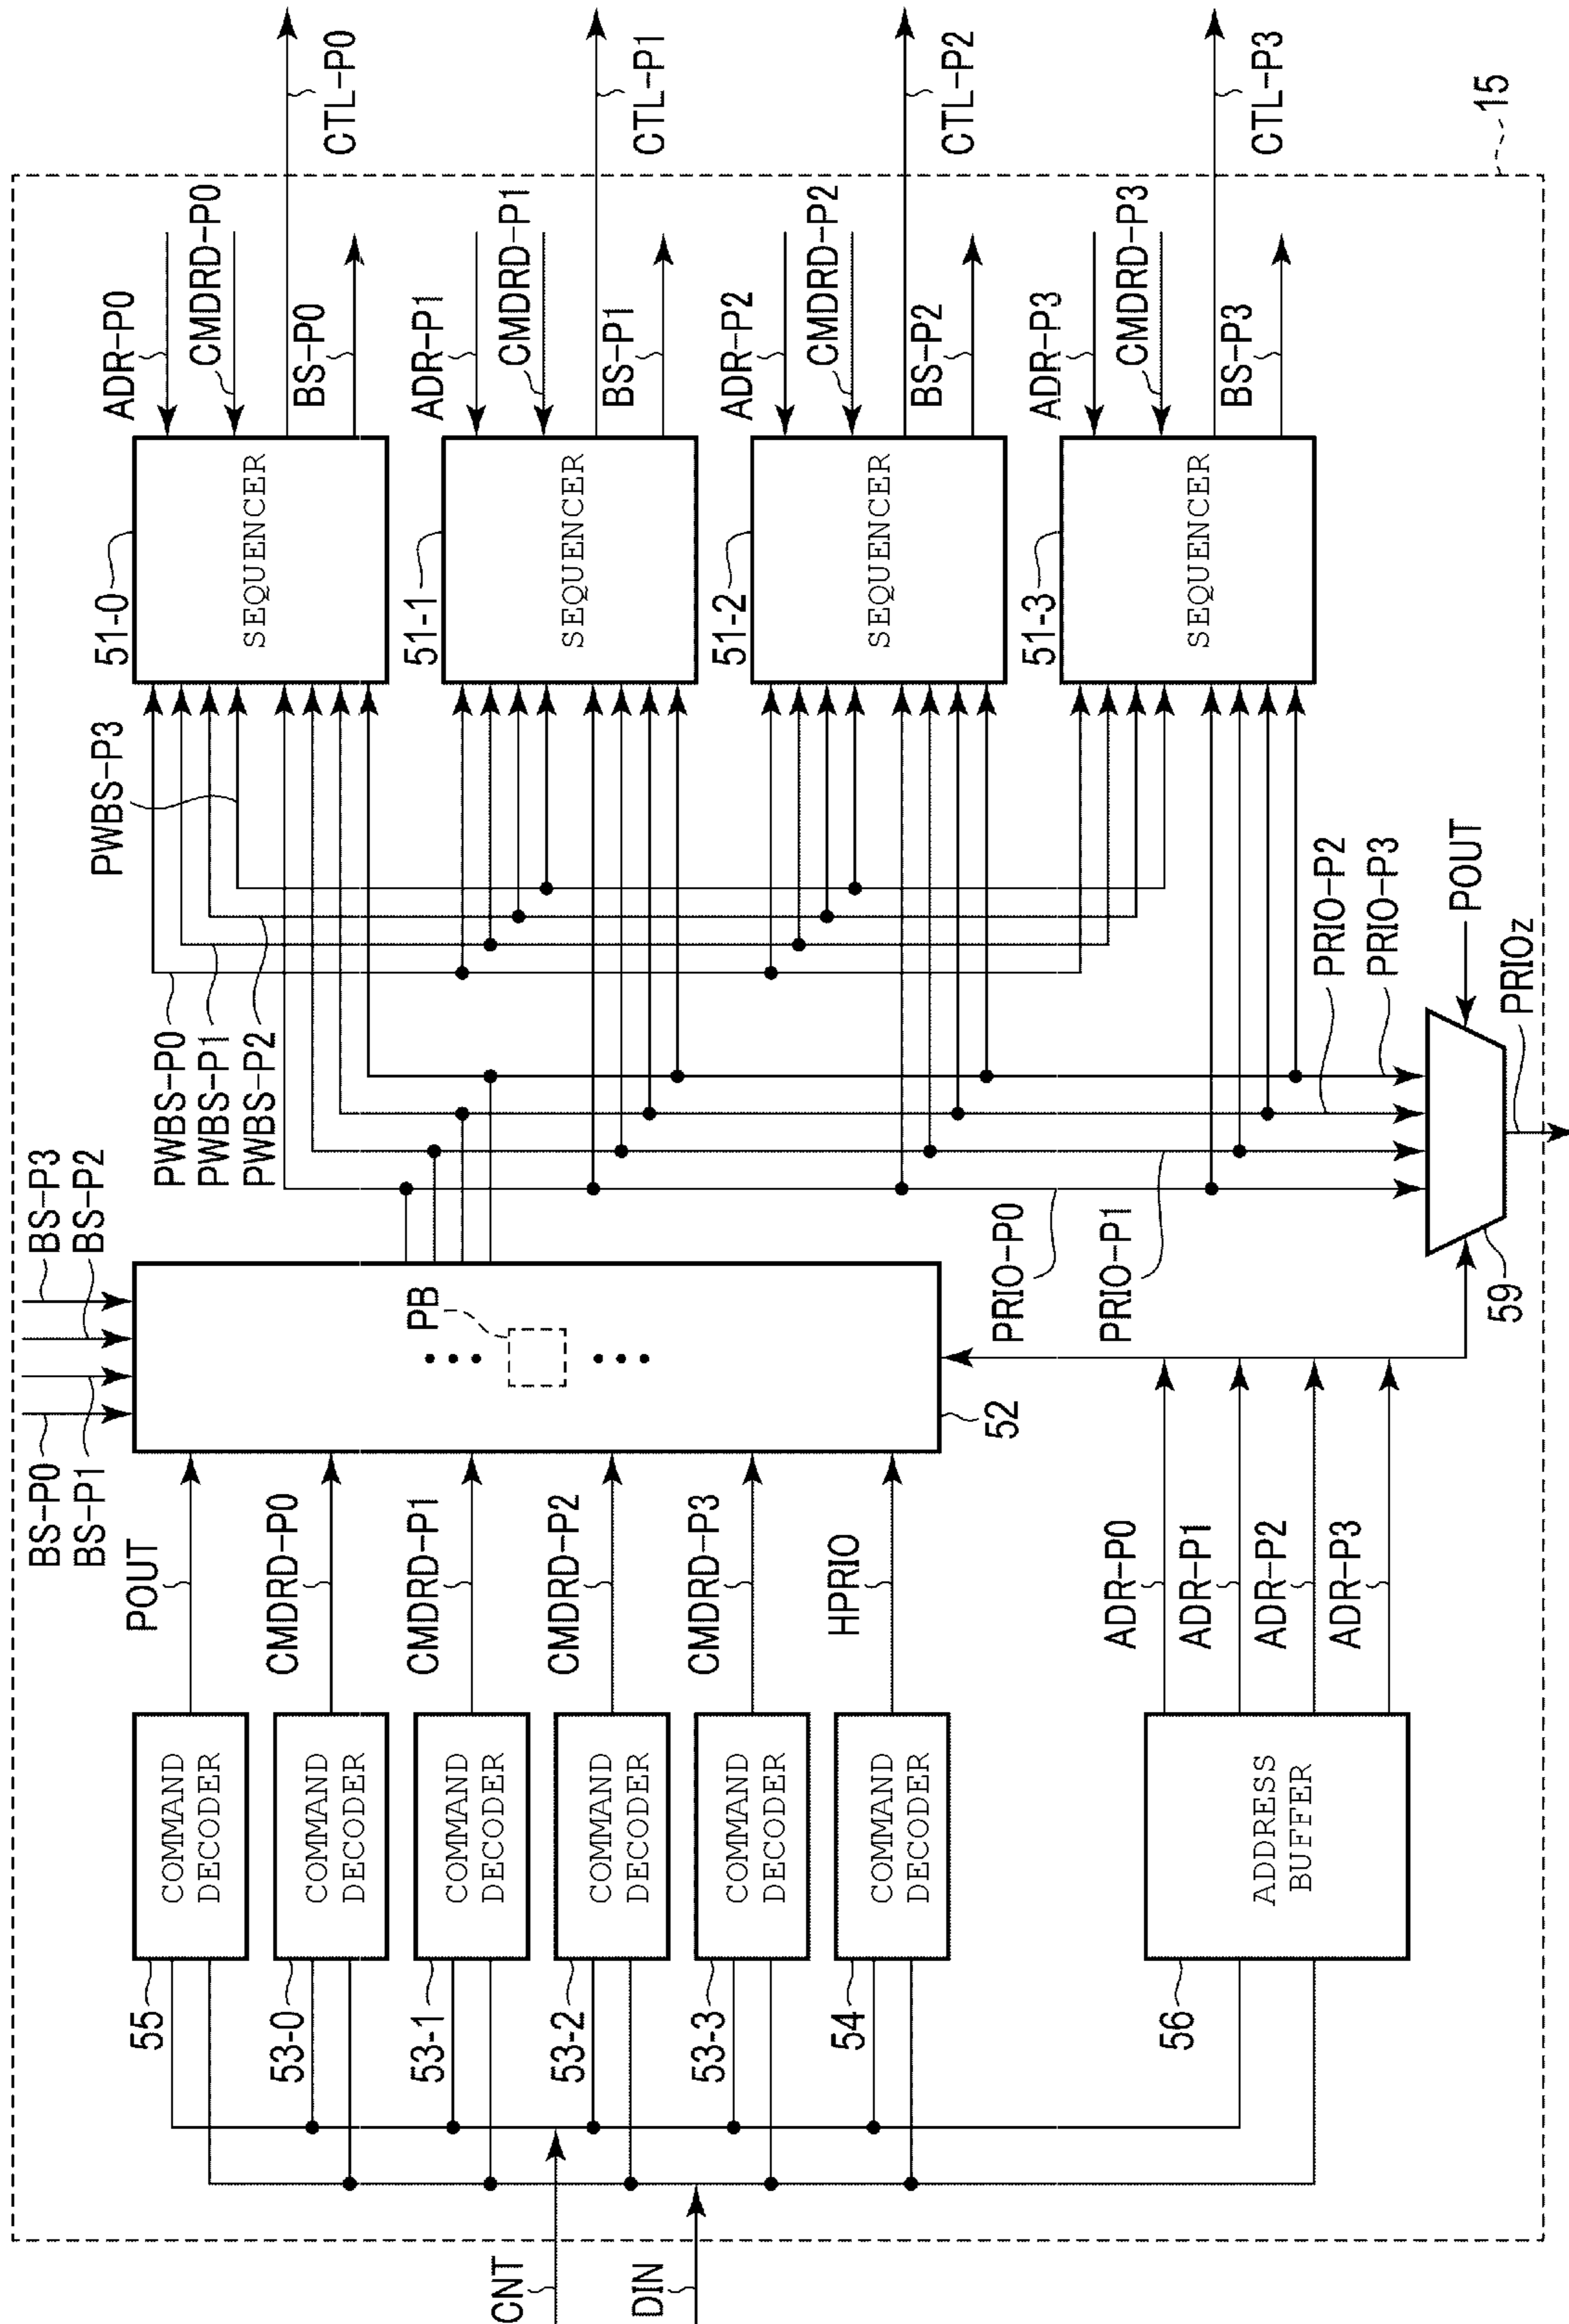 CNT
DIN
55
COMMAND
DECODER
53-0
COMMAND
DECODER
53-1
COMMAND
DECODER
53-2
COMMAND
DECODER
53-3
COMMAND
DECODER
54
COMMAND
DECODER
56
ADDRESS
BUFFER
POUT
CMDRD-P0
CMDRD-P1
CMDRD-P2
CMDRD-P3
HPRIO
ADR-P0
ADR-P1
ADR-P2
ADR-P3
BS-P0
BS-P1
BS-P3
BS-P2
PB
52
PRIO-P0
PRIO-P1
59
PWBS-P0
PWBS-P1
PWBS-P2
PWBS-P3
PRIO-P2
PRIO-P3
POUT
PRIOz
51-0
SEQUENCER
51-1
SEQUENCER
51-2
SEQUENCER
51-3
SEQUENCER
ADR-P0
CMDRD-P0
BS-P0
ADR-P1
CMDRD-P1
BS-P1
ADR-P2
CMDRD-P2
BS-P2
ADR-P3
CMDRD-P3
BS-P3
CTL-P0
CTL-P1
CTL-P2
CTL-P3
15